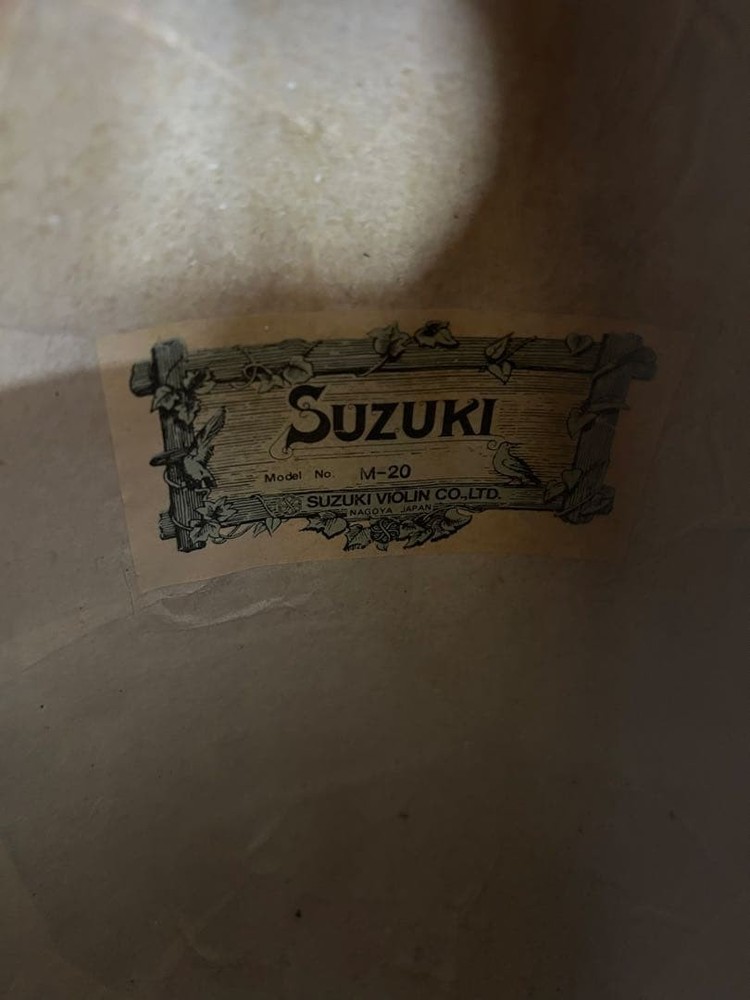 SUZUKI
Model No. M-20
SUZUKI VIOLIN CO.,LTD.
NAGOYA JAPAN